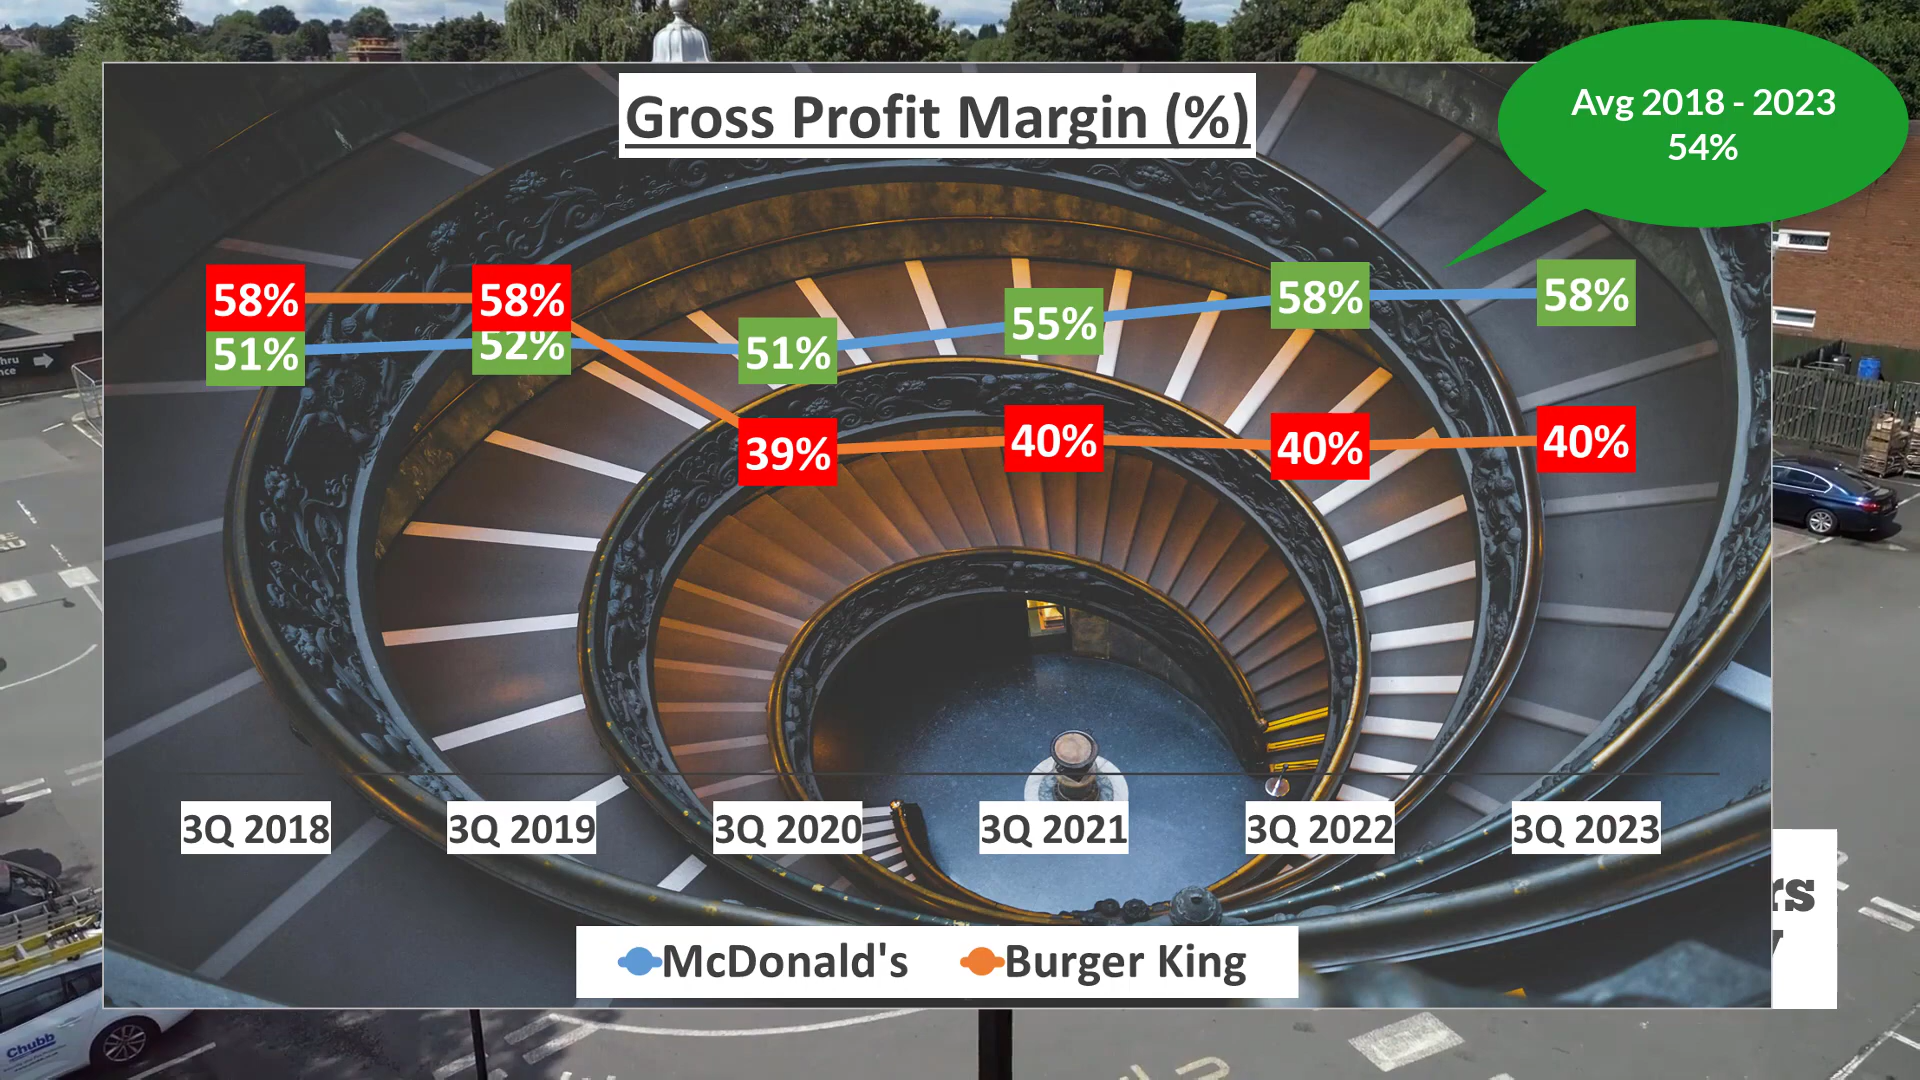 Gross Profit Margin (%)
Avg 2018 - 2023
54%
58%
58%
51%
52%
51%
55%
58%
58%
39%
40%
40%
40%
3Q 2018
3Q 2019
3Q 2020
3Q 2021
3Q 2022
3Q 2023
McDonald's
Burger King
Chubb